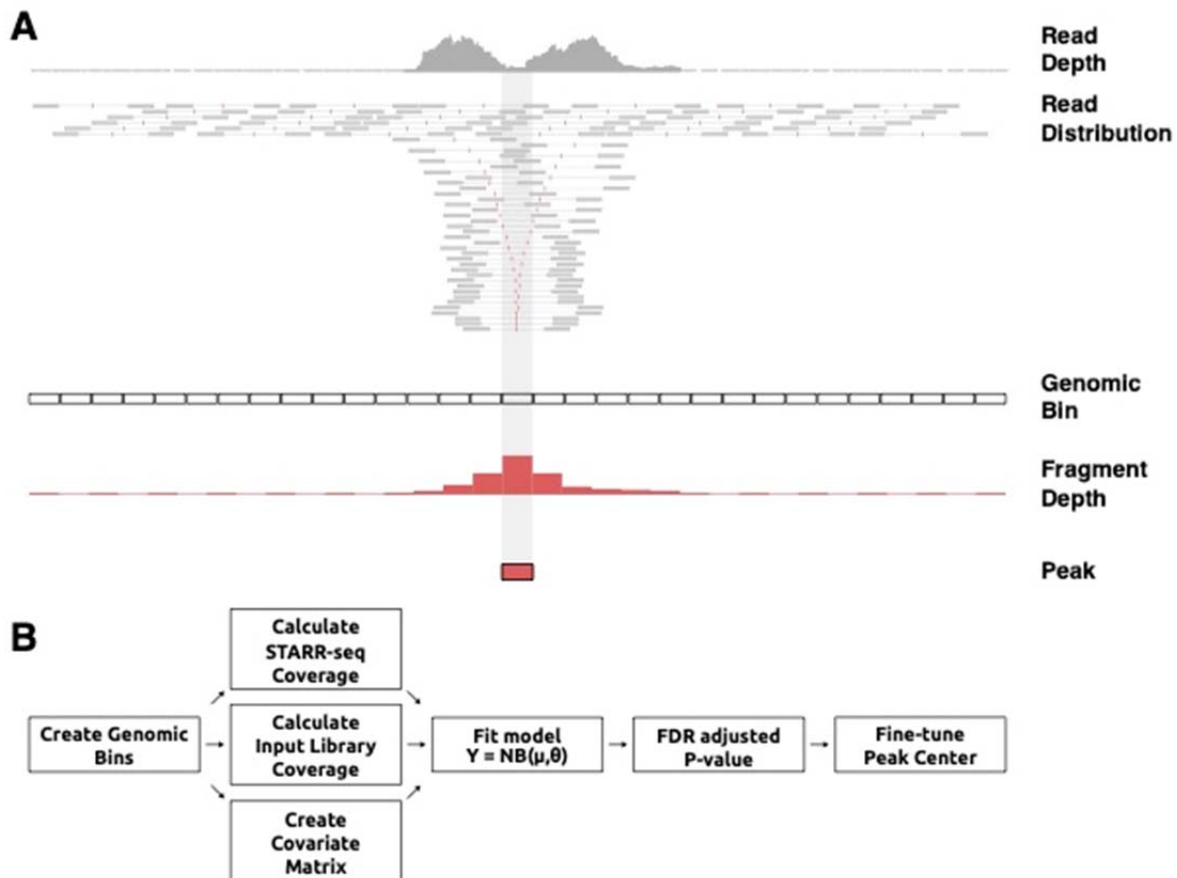 A
Read
Depth
Read
Distribution
Genomic
Bin
Fragment
Depth
Peak
B
Create Genomic
Bins
Calculate
STARR-seq
Coverage
Calculate
Input Library
Coverage
Create
Covariate
Matrix
Fit model
Y = NB(μ,θ)
FDR adjusted
P-value
Fine-tune
Peak Center